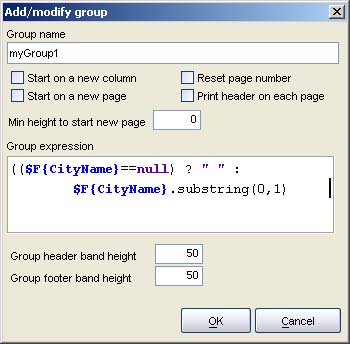 Add/modify group
Group name
myGroup1
Start on a new column Reset page number
Start on a new page Print header on each page
Min height to start new page 0
Group expression
(($F{CityName}==null) ? " " :
$F{CityName}.substring(0,1)
Group header band height 50
Group footer band height 50
OK Cancel